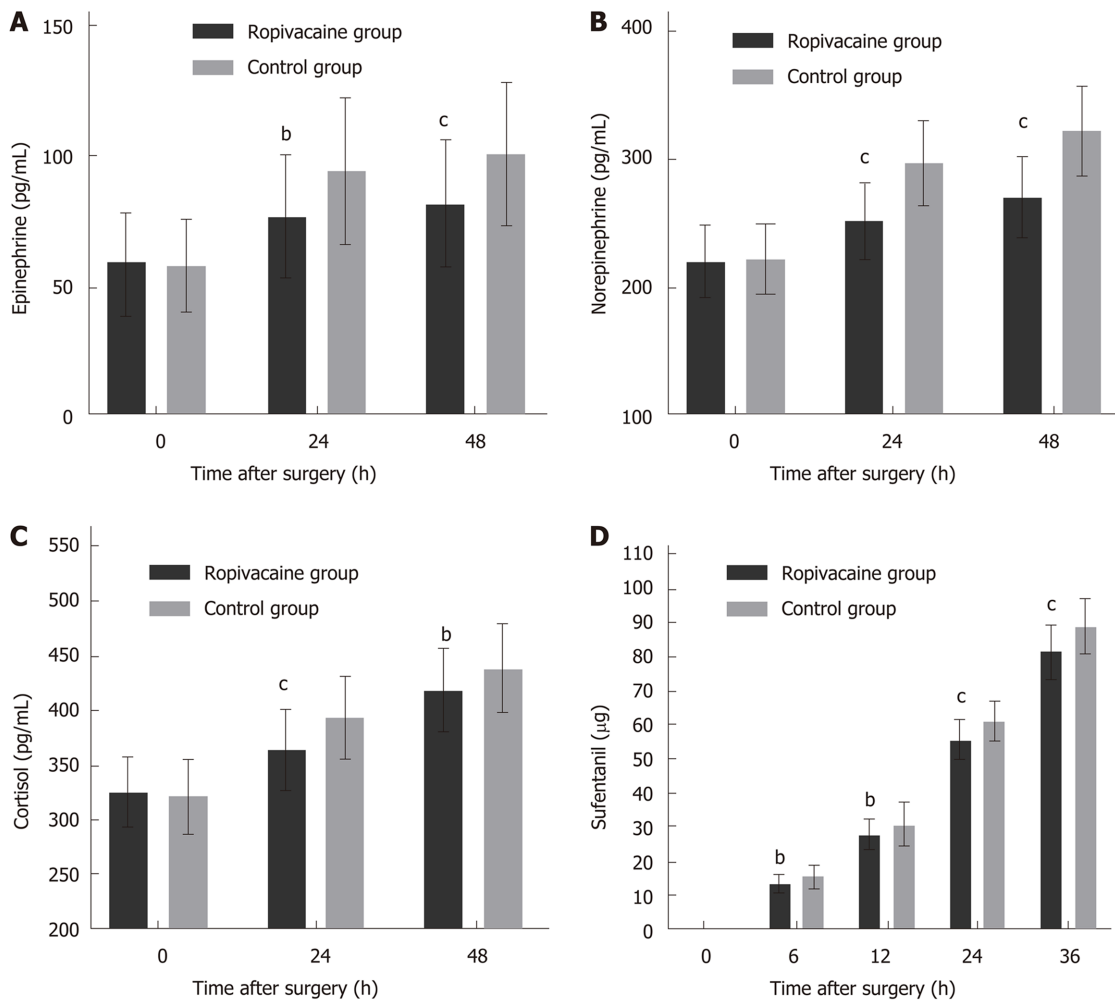 A
150
100
50
0
Epinephrine (pg/mL)
Ropivacaine group
Control group
b
c
0
24
48
Time after surgery (h)
B
400
300
200
100
Norepinephrine (pg/mL)
Ropivacaine group
Control group
c
c
0
24
48
Time after surgery (h)
C
550
500
450
400
350
300
250
200
Cortisol (pg/mL)
Ropivacaine group
Control group
c
b
0
24
48
Time after surgery (h)
D
110
100
90
80
70
60
50
40
30
20
10
0
Sufentanil (μg)
Ropivacaine group
Control group
b
b
c
c
0
6
12
24
36
Time after surgery (h)